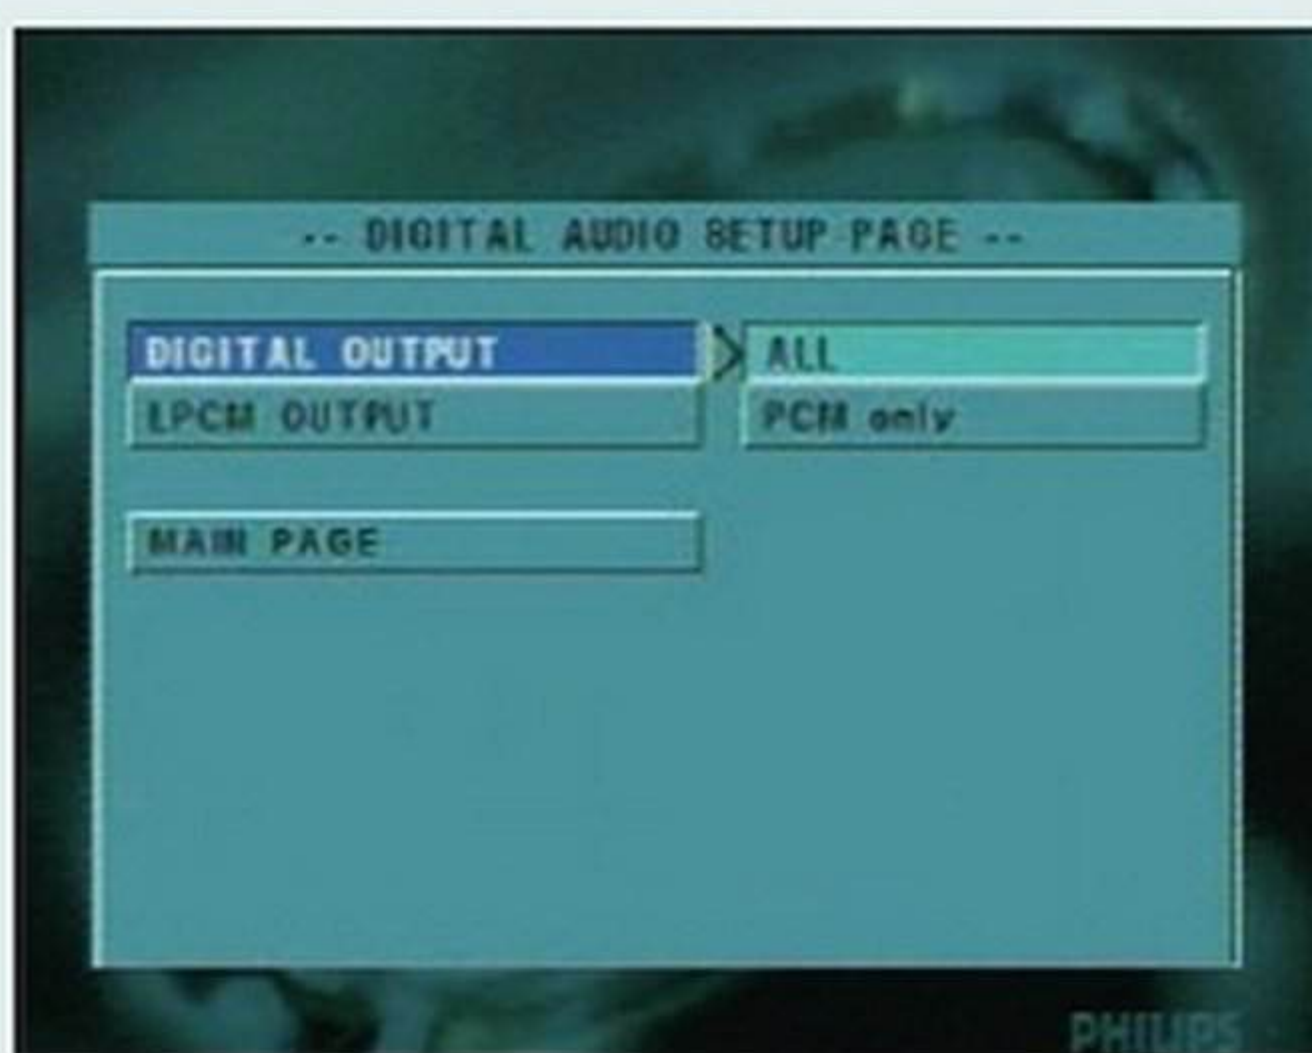 -- DIGITAL AUDIO SETUP PAGE --
DIGITAL OUTPUT > ALL
LPCM OUTPUT PCM only
MAIN PAGE
PHILIPS